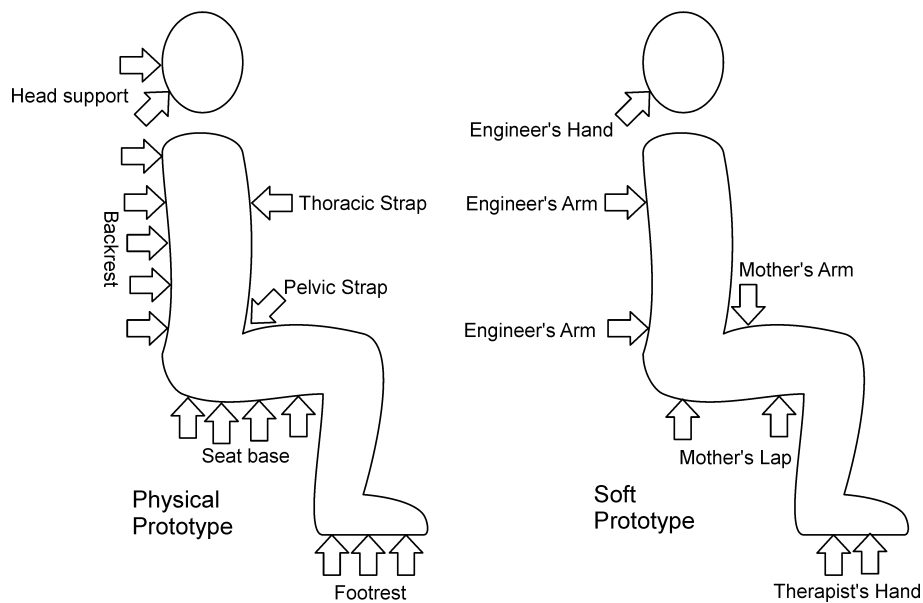 Head support
Thoracic Strap
Backrest
Pelvic Strap
Seat base
Physical
Prototype
Footrest
Engineer's Hand
Engineer's Arm
Mother's Arm
Engineer's Arm
Mother's Lap
Soft
Prototype
Therapist's Hand